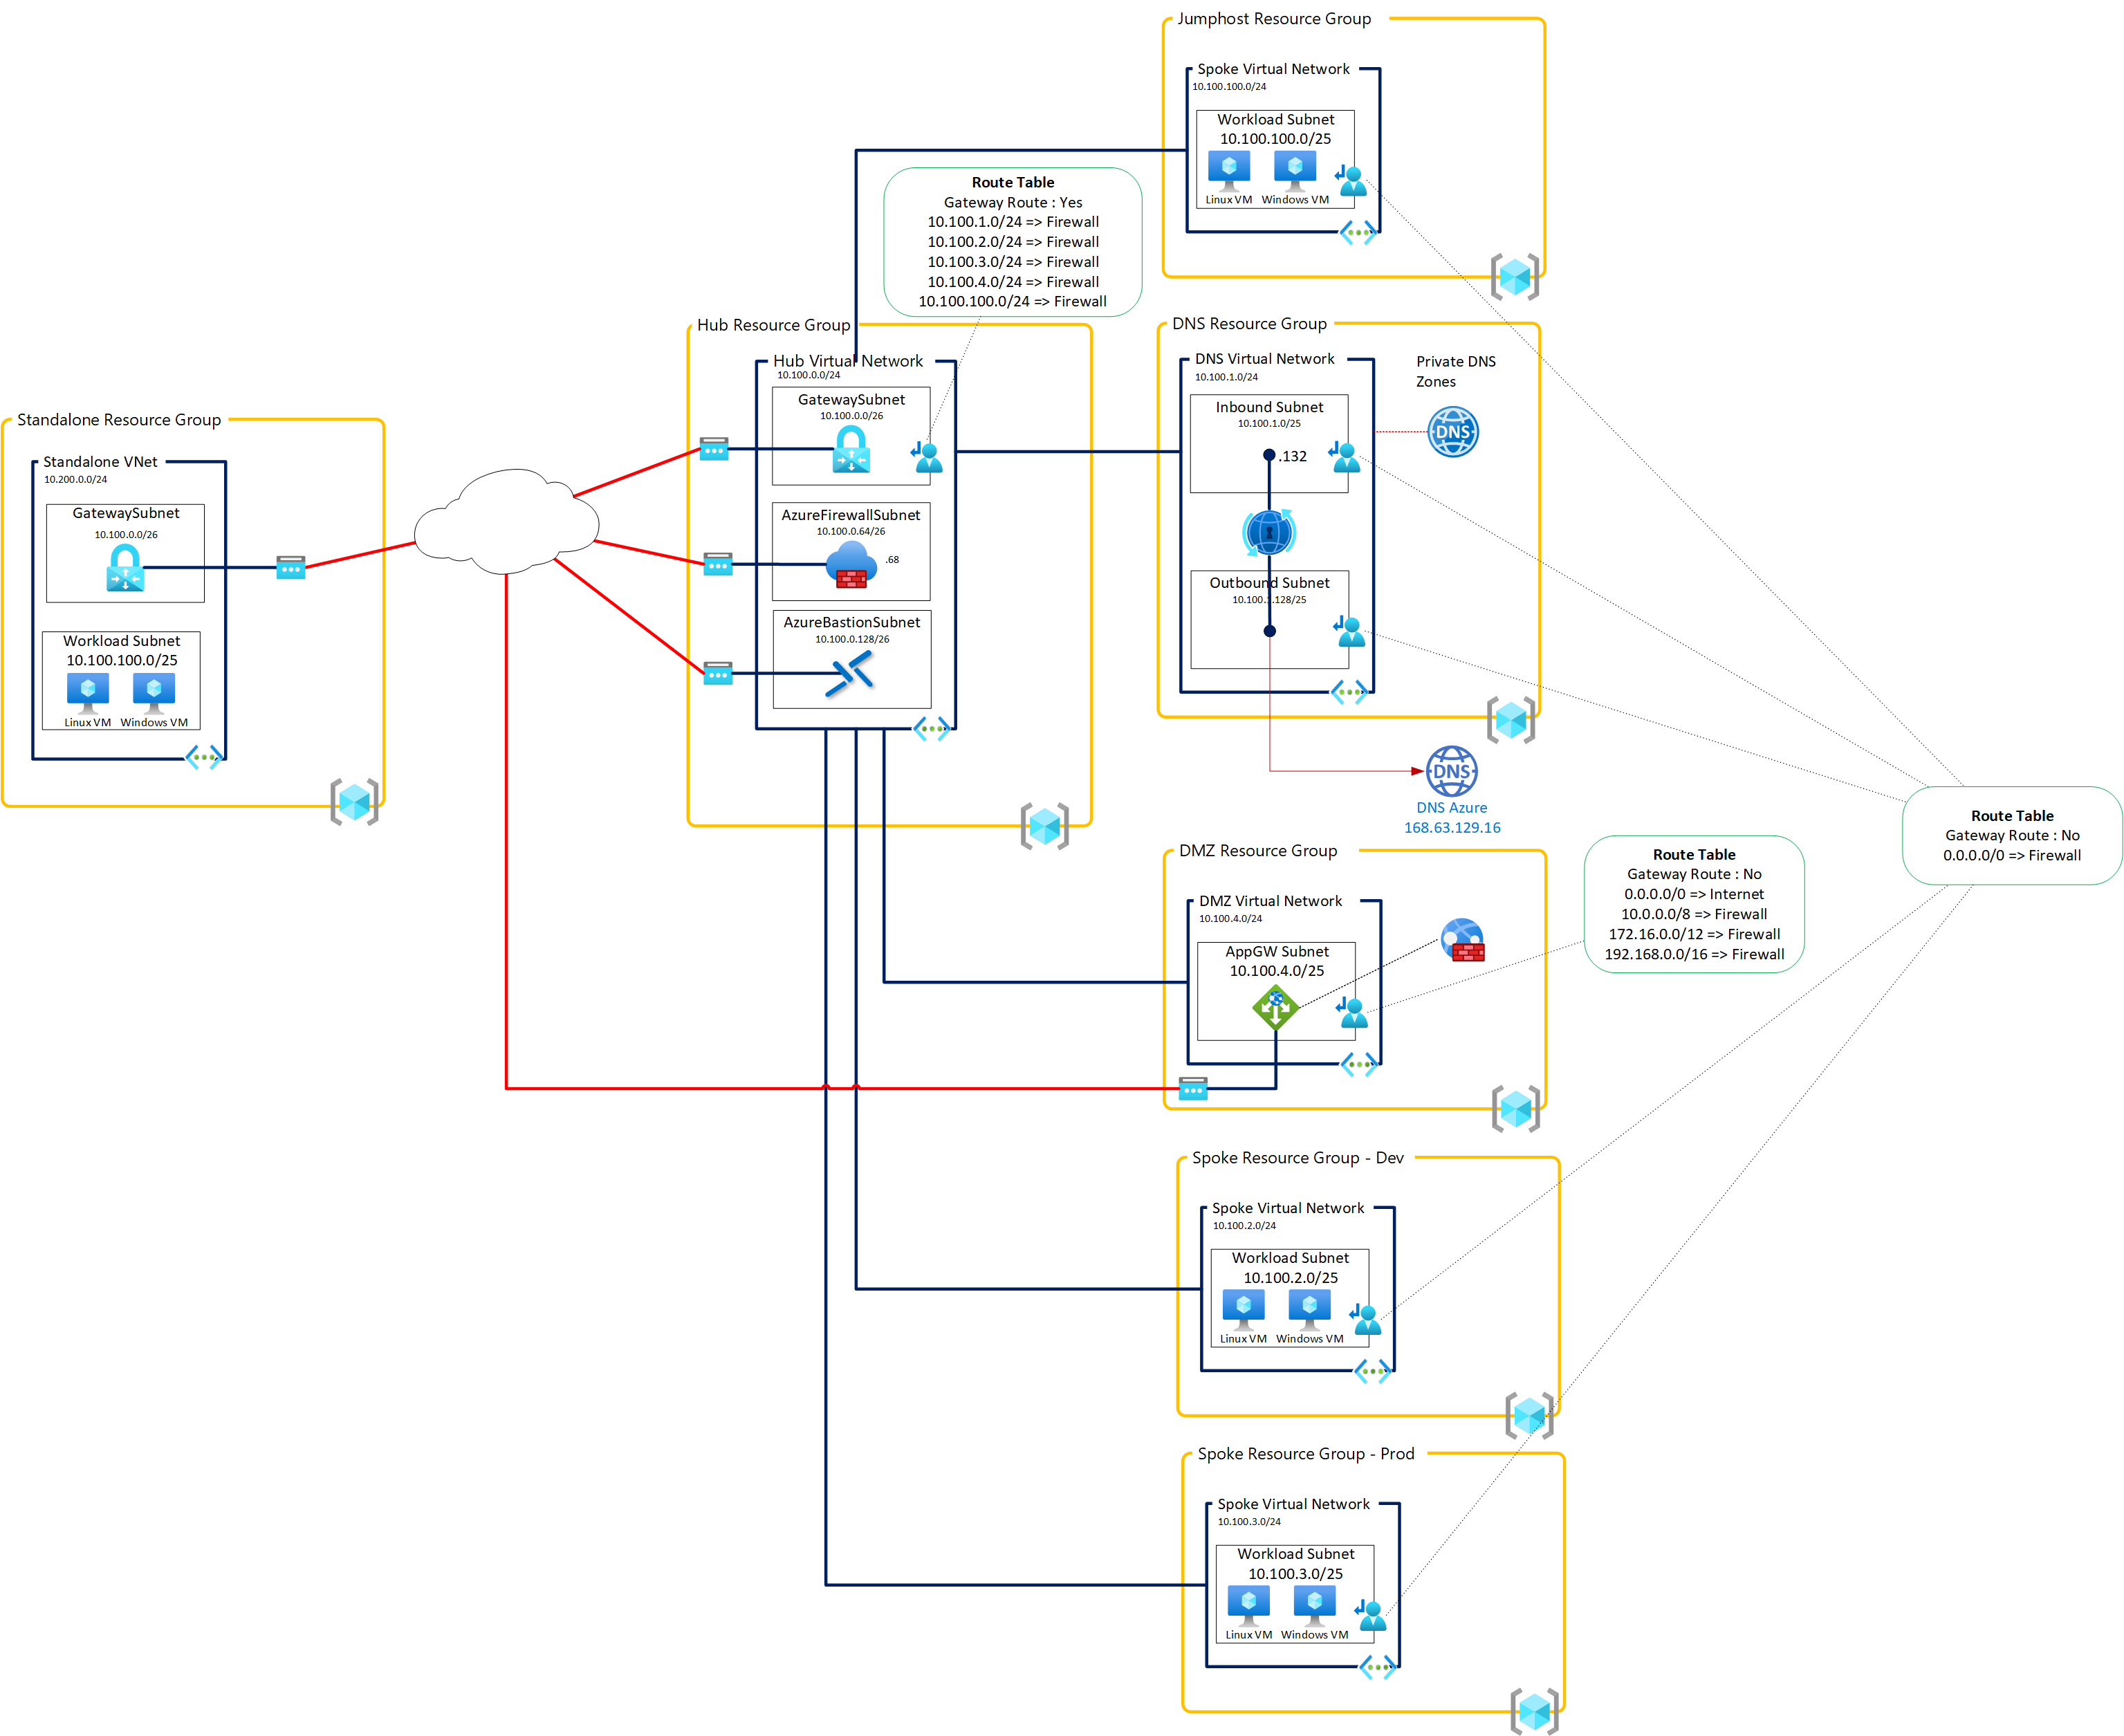 Jumphost Resource Group
Spoke Virtual Network
10.100.100.0/24
Workload Subnet
10.100.100.0/25
Linux VM
Windows VM
Route Table
Gateway Route : Yes
10.100.1.0/24 => Firewall
10.100.2.0/24 => Firewall
10.100.3.0/24 => Firewall
10.100.4.0/24 => Firewall
10.100.100.0/24 => Firewall
Standalone Resource Group
Standalone VNet
10.200.0.0/24
GatewaySubnet
10.100.0.0/26
Workload Subnet
10.100.100.0/25
Linux VM
Windows VM
Hub Resource Group
Hub Virtual Network
10.100.0.0/24
GatewaySubnet
10.100.0.0/26
AzureFirewallSubnet
10.100.0.64/26
.68
AzureBastionSubnet
10.100.0.128/26
DNS Resource Group
DNS Virtual Network
10.100.1.0/24
Inbound Subnet
10.100.1.0/25
.132
Outbound Subnet
10.100.1.128/25
Private DNS
Zones
DNS
DNS
DNS Azure
168.63.129.16
DMZ Resource Group
DMZ Virtual Network
10.100.4.0/24
AppGW Subnet
10.100.4.0/25
Route Table
Gateway Route : No
0.0.0.0/0 => Internet
10.0.0.0/8 => Firewall
172.16.0.0/12 => Firewall
192.168.0.0/16 => Firewall
Route Table
Gateway Route : No
0.0.0.0/0 => Firewall
Spoke Resource Group - Dev
Spoke Virtual Network
10.100.2.0/24
Workload Subnet
10.100.2.0/25
Linux VM
Windows VM
Spoke Resource Group - Prod
Spoke Virtual Network
10.100.3.0/24
Workload Subnet
10.100.3.0/25
Linux VM
Windows VM